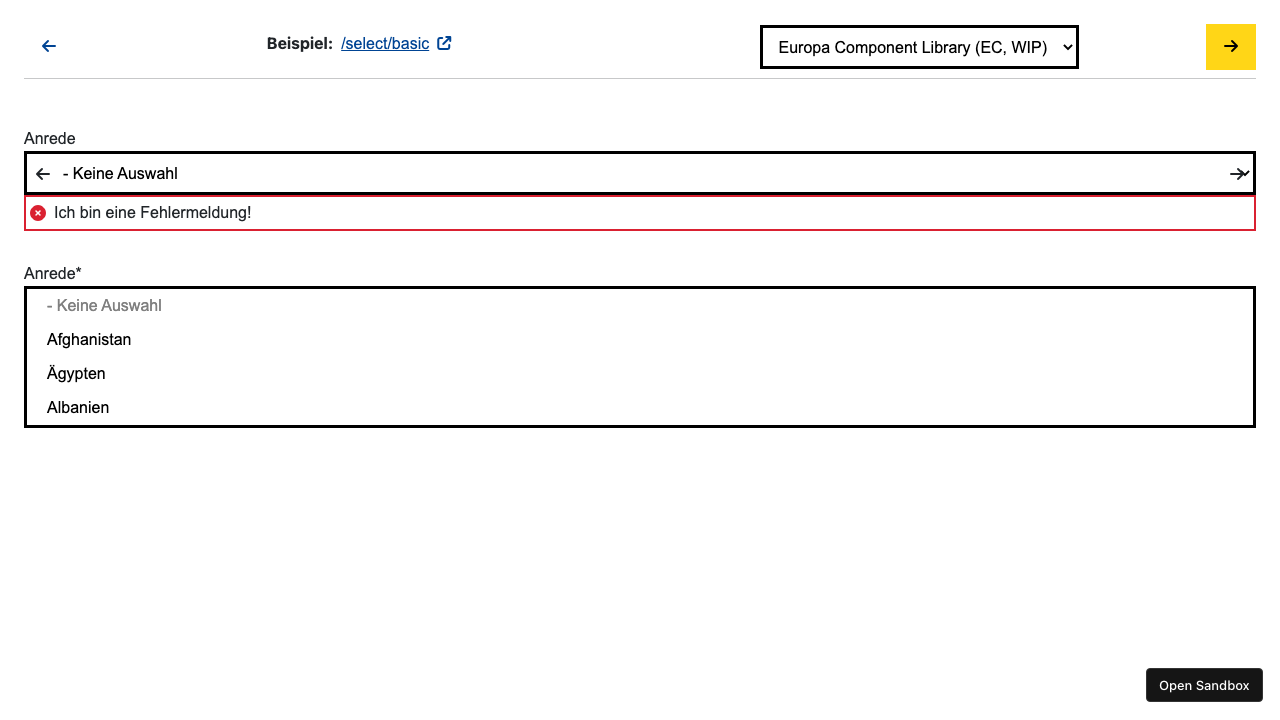 Beispiel: /select/basic
Europa Component Library (EC, WIP)
Anrede
- Keine Auswahl
Ich bin eine Fehlermeldung!
Anrede*
- Keine Auswahl
Afghanistan
Ägypten
Albanien
Open Sandbox